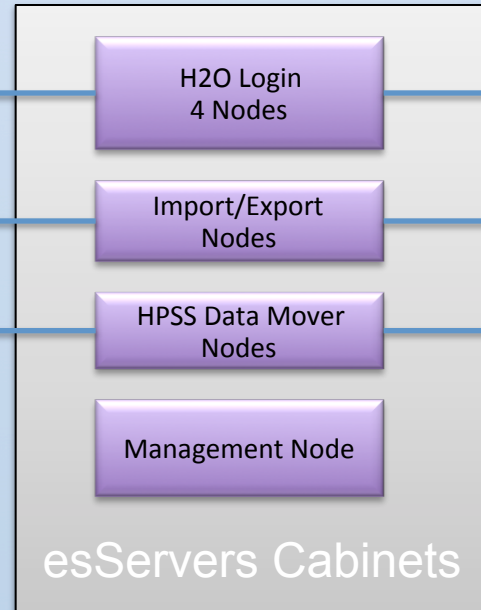 H2O Login
4 Nodes
Import/Export
Nodes
HPSS Data Mover
Nodes
Management Node
esServers Cabinets